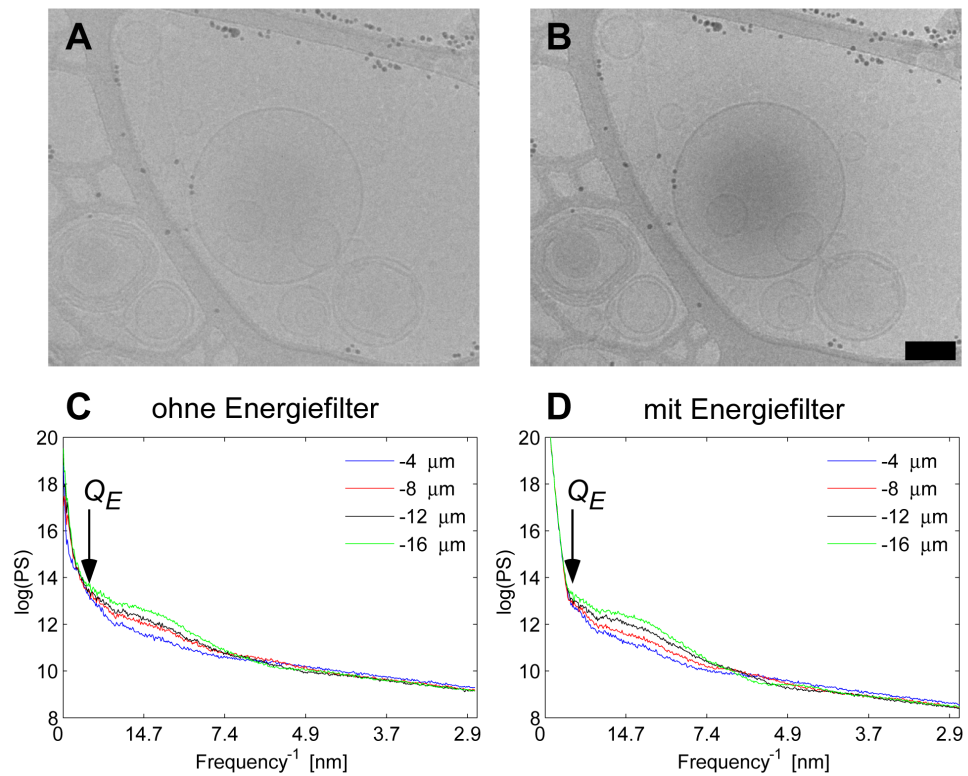 A
B
C ohne Energiefilter
D mit Energiefilter
20
18
16
14
12
10
8
log(PS)
Q_E
-4 μm
-8 μm
-12 μm
-16 μm
0 14.7 7.4 4.9 3.7 2.9
Frequency⁻¹ [nm]
20
18
16
14
12
10
8
log(PS)
Q_E
-4 μm
-8 μm
-12 μm
-16 μm
0 14.7 7.4 4.9 3.7 2.9
Frequency⁻¹ [nm]